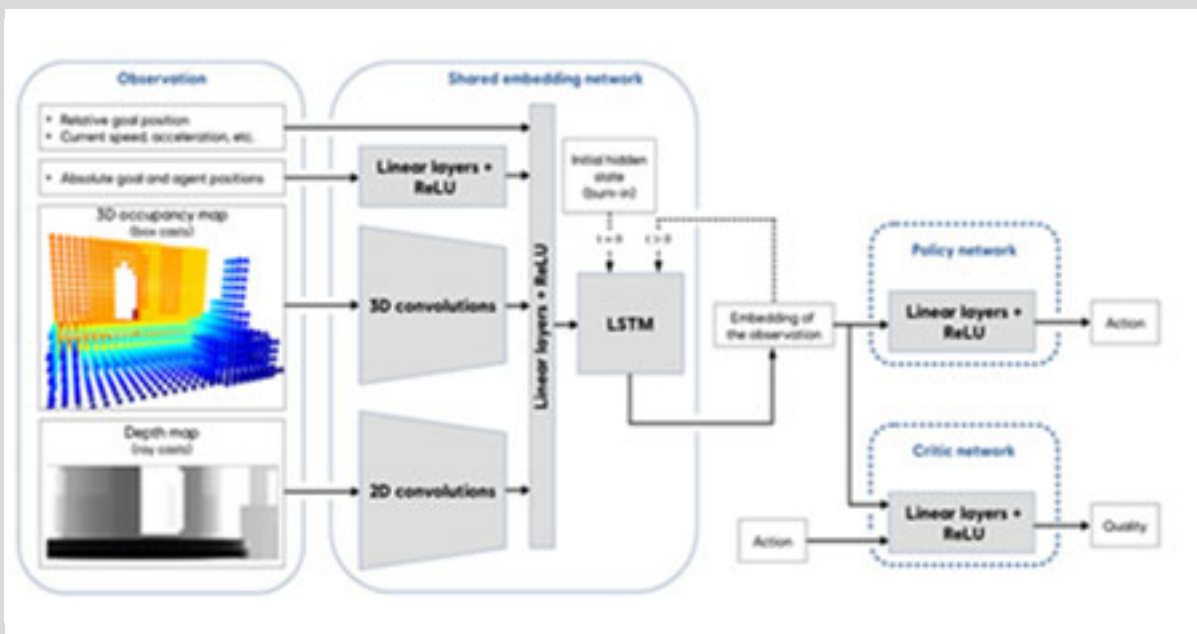 Observation
• Relative goal position
• Current speed, acceleration, etc.
• Absolute goal and agent positions
3D occupancy map
(box casts)
Depth map
(ray casts)
Shared embedding network
Linear layers +
ReLU
3D convolutions
2D convolutions
Linear layers + ReLU
Initial hidden
state
(burn-in)
t = 0
t > 0
LSTM
Embedding of
the observation
Policy network
Linear layers +
ReLU
Action
Critic network
Action
Linear layers +
ReLU
Quality